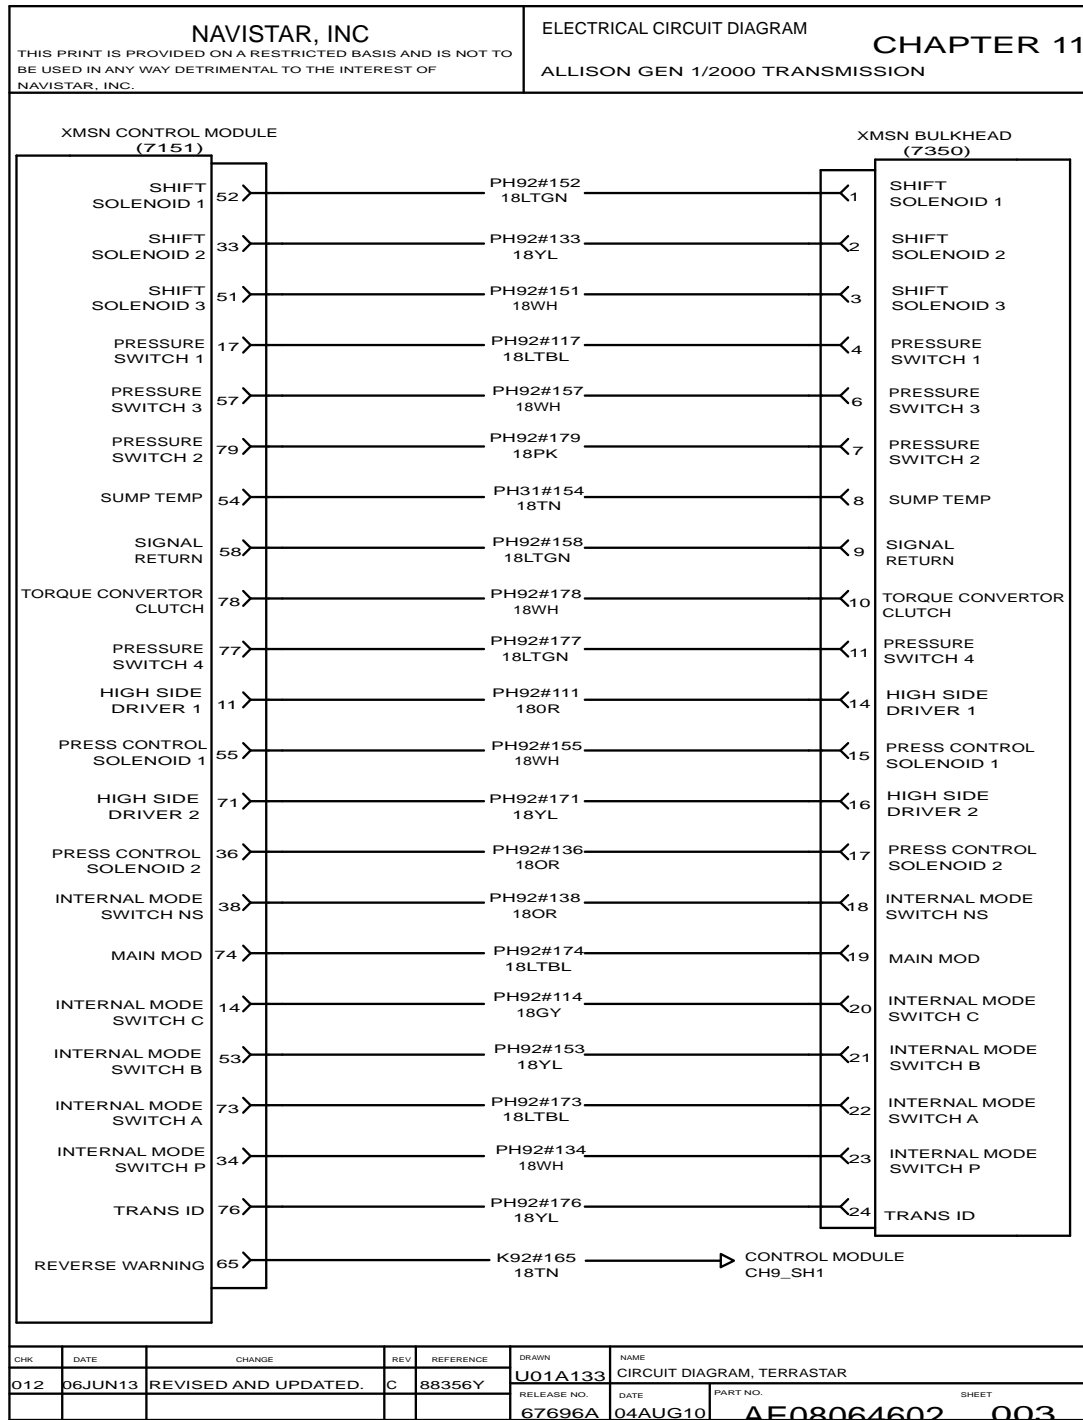 NAVISTAR, INC
THIS PRINT IS PROVIDED ON A RESTRICTED BASIS AND IS NOT TO
BE USED IN ANY WAY DETRIMENTAL TO THE INTEREST OF
NAVISTAR, INC.
ELECTRICAL CIRCUIT DIAGRAM
CHAPTER 11
ALLISON GEN 1/2000 TRANSMISSION
XMSN CONTROL MODULE
(7151)
XMSN BULKHEAD
(7350)
SHIFT
SOLENOID 1
52
PH92#152
18LTGN
1
SHIFT
SOLENOID 1
SHIFT
SOLENOID 2
33
PH92#133
18YL
2
SHIFT
SOLENOID 2
SHIFT
SOLENOID 3
51
PH92#151
18WH
3
SHIFT
SOLENOID 3
PRESSURE
SWITCH 1
17
PH92#117
18LTBL
4
PRESSURE
SWITCH 1
PRESSURE
SWITCH 3
57
PH92#157
18WH
6
PRESSURE
SWITCH 3
PRESSURE
SWITCH 2
79
PH92#179
18PK
7
PRESSURE
SWITCH 2
SUMP TEMP
54
PH31#154
18TN
8
SUMP TEMP
SIGNAL
RETURN
58
PH92#158
18LTGN
9
SIGNAL
RETURN
TORQUE CONVERTOR
CLUTCH
78
PH92#178
18WH
10
TORQUE CONVERTOR
CLUTCH
PRESSURE
SWITCH 4
77
PH92#177
18LTGN
11
PRESSURE
SWITCH 4
HIGH SIDE
DRIVER 1
11
PH92#111
180R
14
HIGH SIDE
DRIVER 1
PRESS CONTROL
SOLENOID 1
55
PH92#155
18WH
15
PRESS CONTROL
SOLENOID 1
HIGH SIDE
DRIVER 2
71
PH92#171
18YL
16
HIGH SIDE
DRIVER 2
PRESS CONTROL
SOLENOID 2
36
PH92#136
18OR
17
PRESS CONTROL
SOLENOID 2
INTERNAL MODE
SWITCH NS
38
PH92#138
18OR
18
INTERNAL MODE
SWITCH NS
MAIN MOD
74
PH92#174
18LTBL
19
MAIN MOD
INTERNAL MODE
SWITCH C
14
PH92#114
18GY
20
INTERNAL MODE
SWITCH C
INTERNAL MODE
SWITCH B
53
PH92#153
18YL
21
INTERNAL MODE
SWITCH B
INTERNAL MODE
SWITCH A
73
PH92#173
18LTBL
22
INTERNAL MODE
SWITCH A
INTERNAL MODE
SWITCH P
34
PH92#134
18WH
23
INTERNAL MODE
SWITCH P
TRANS ID
76
PH92#176
18YL
24
TRANS ID
REVERSE WARNING
65
K92#165
18TN
CONTROL MODULE
CH9_SH1
CHK DATE CHANGE REV REFERENCE
012 06JUN13 REVISED AND UPDATED. C 88356Y
DRAWN
U01A133
NAME
CIRCUIT DIAGRAM, TERRASTAR
RELEASE NO.
67696A
DATE
04AUG10
PART NO.
AE08064602
SHEET
003